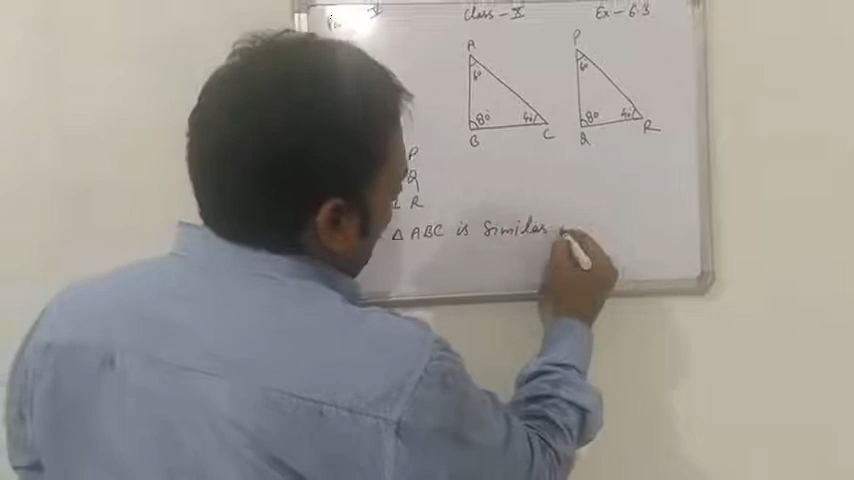 V Class - X Ex - 6.3
A P
60 60
80° 40° 80° 40°
B C Q R
P
Q
R
△ ABC is Similar